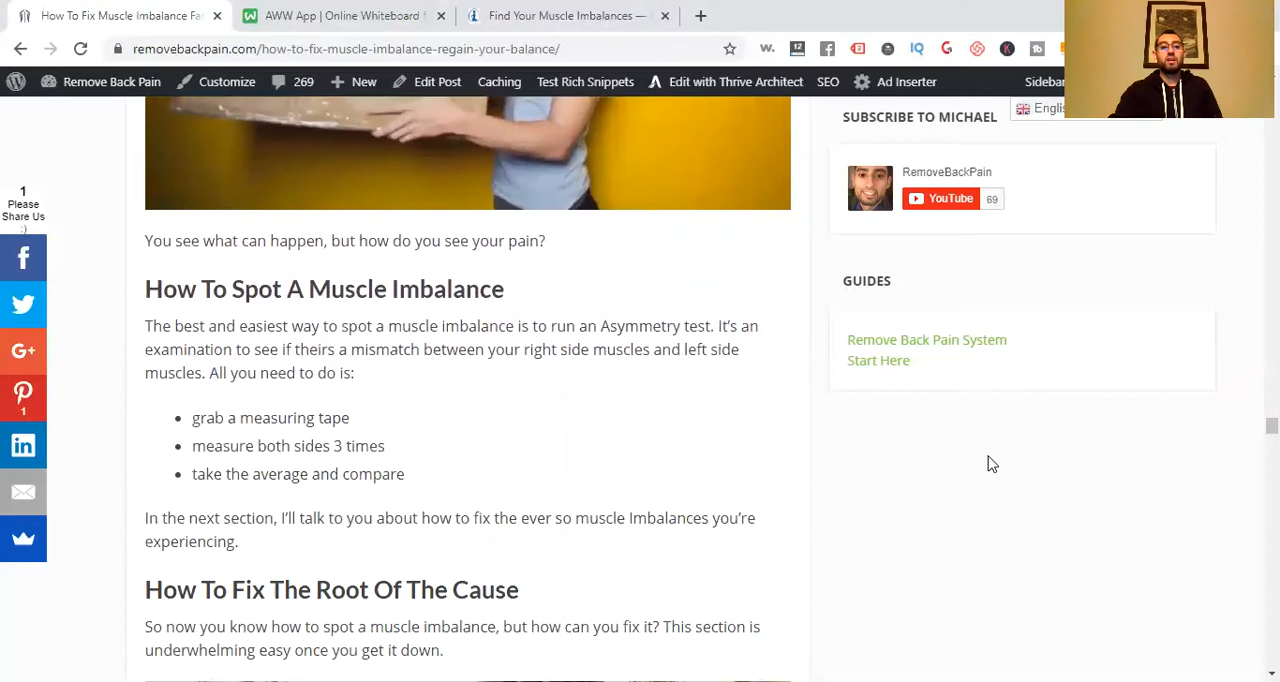 How To Fix Muscle Imbalance Fas
AWW App | Online Whiteboard f
Find Your Muscle Imbalances —
removebackpain.com/how-to-fix-muscle-imbalance-regain-your-balance/
Remove Back Pain Customize 269 New Edit Post Caching Test Rich Snippets Edit with Thrive Architect SEO Ad Inserter Sidebar
SUBSCRIBE TO MICHAEL
Englis
RemoveBackPain
YouTube 69
1
Please
Share Us
:)
You see what can happen, but how do you see your pain?
GUIDES
How To Spot A Muscle Imbalance
The best and easiest way to spot a muscle imbalance is to run an Asymmetry test. It's an
examination to see if theirs a mismatch between your right side muscles and left side
muscles. All you need to do is:
Remove Back Pain System
Start Here
1
• grab a measuring tape
• measure both sides 3 times
• take the average and compare
In the next section, I'll talk to you about how to fix the ever so muscle Imbalances you're
experiencing.
How To Fix The Root Of The Cause
So now you know how to spot a muscle imbalance, but how can you fix it? This section is
underwhelming easy once you get it down.